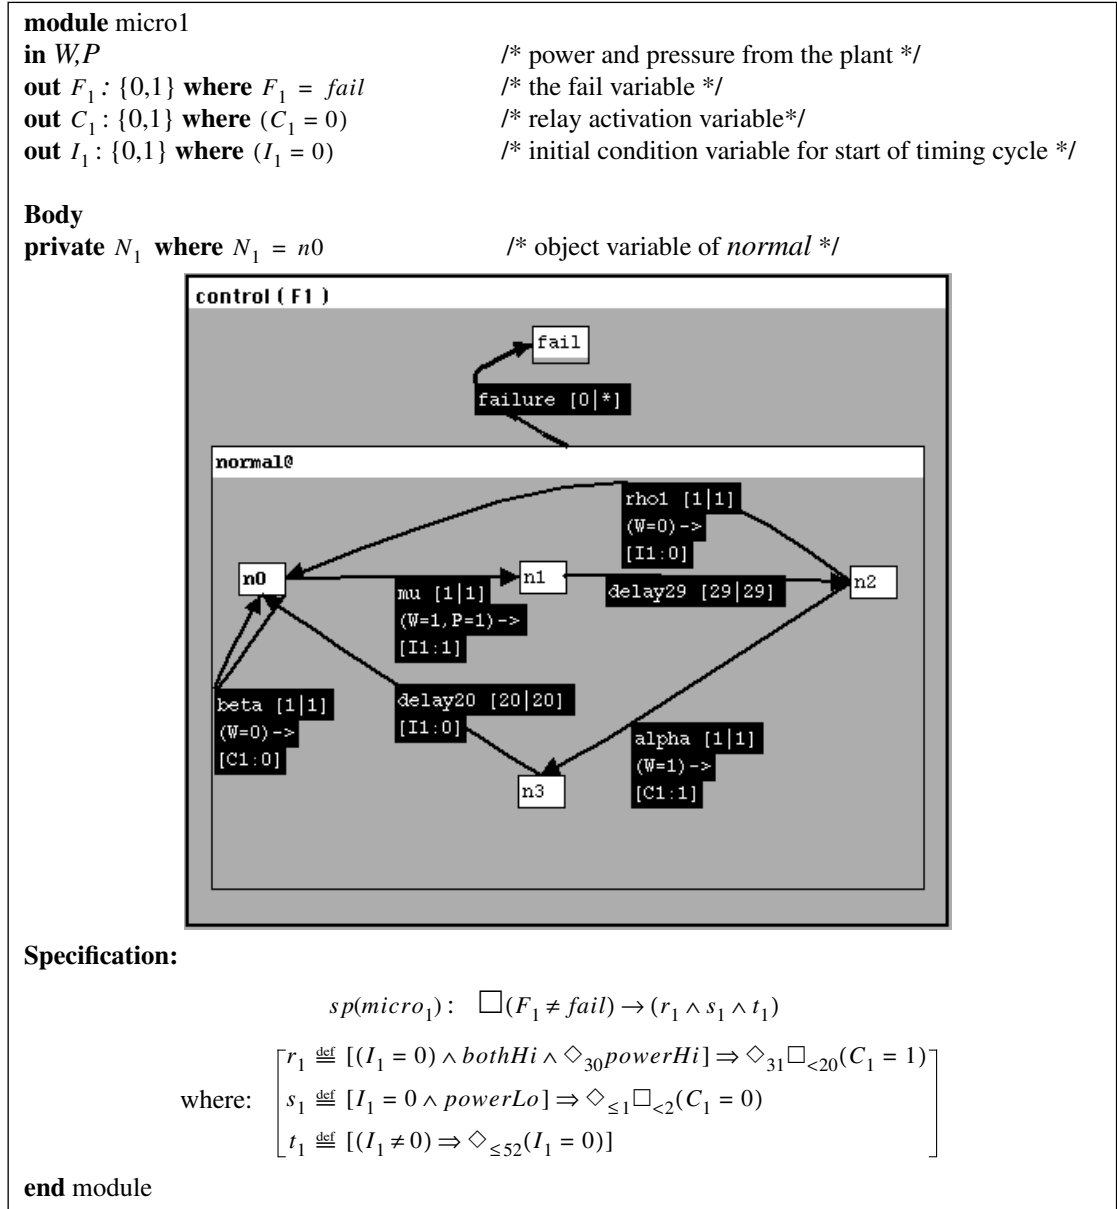 module micro1
in W,P /* power and pressure from the plant */
out F₁ : {0,1} where F₁ = fail /* the fail variable */
out C₁ : {0,1} where (C₁ = 0) /* relay activation variable*/
out I₁ : {0,1} where (I₁ = 0) /* initial condition variable for start of timing cycle */
Body
private N₁ where N₁ = n0 /* object variable of normal */
control ( F1 )
fail
failure [0|*]
normal@
rho1 [1|1]
(W=0)->
[I1:0]
n0
n1
n2
mu [1|1]
(W=1,P=1)->
[I1:1]
delay29 [29|29]
beta [1|1]
(W=0)->
[C1:0]
delay20 [20|20]
[I1:0]
alpha [1|1]
(W=1)->
[C1:1]
n3
Specification:
sp(micro₁) : □(F₁ ≠ fail) → (r₁ ∧ s₁ ∧ t₁)
where:
r₁ ≝ [(I₁ = 0) ∧ bothHi ∧ ◇₃₀powerHi] ⇒ ◇₃₁□<₂₀(C₁ = 1)
s₁ ≝ [I₁ = 0 ∧ powerLo] ⇒ ◇≤₁□<₂(C₁ = 0)
t₁ ≝ [(I₁ ≠ 0) ⇒ ◇≤₅₂(I₁ = 0)]
end module